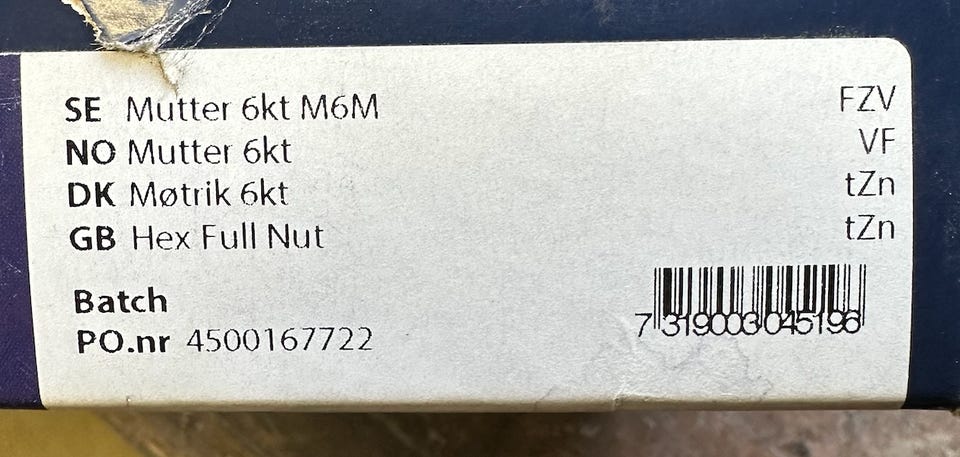 SE Mutter 6kt M6M FZV
NO Mutter 6kt VF
DK Møtrik 6kt tZn
GB Hex Full Nut tZn
Batch
PO.nr 4500167722
7 319003 045196